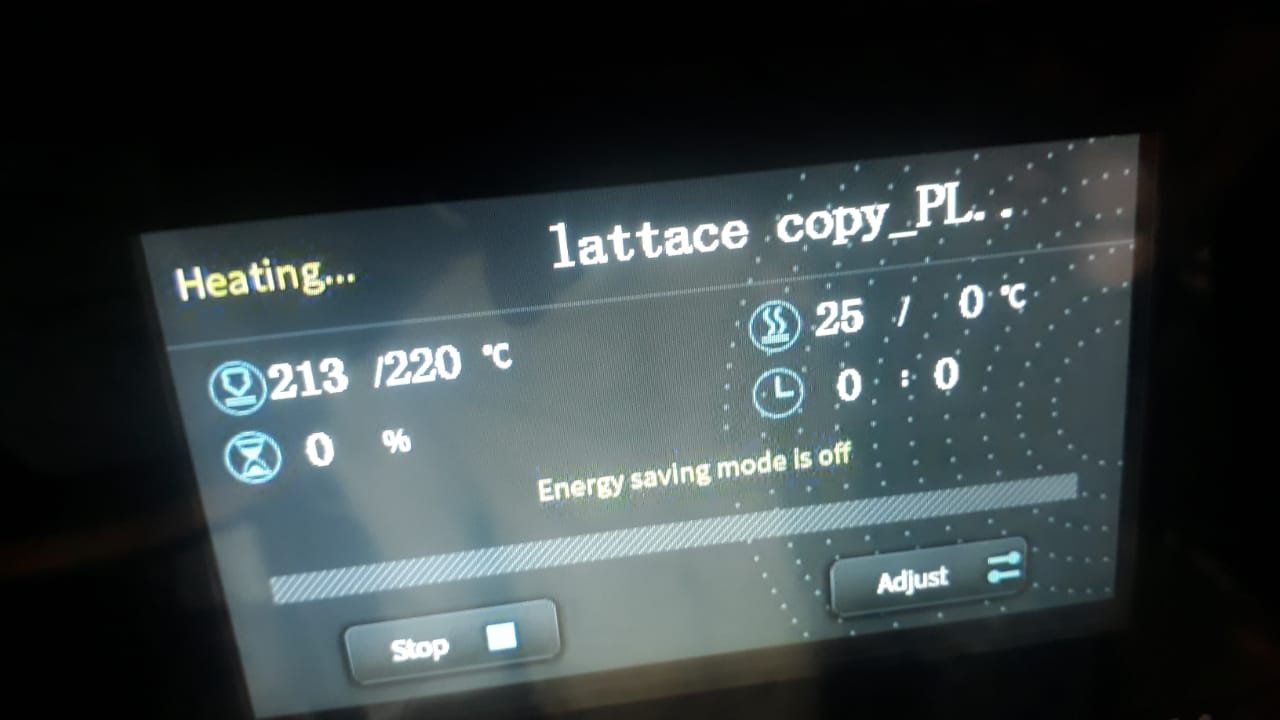 Heating...
lattace copy_PL..
213 /220 ℃
25 / 0 ℃
0 %
0 : 0
Energy saving mode is off
Stop
Adjust